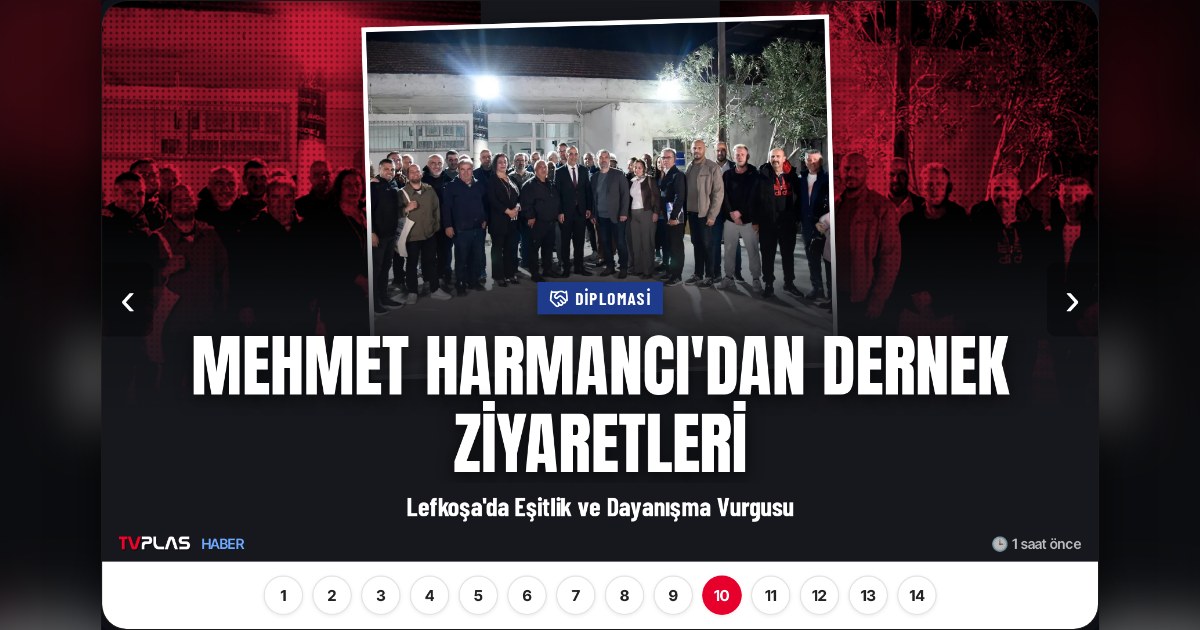 DİPLOMASİ
MEHMET HARMANCI'DAN DERNEK
ZİYARETLERİ
Lefkoşa'da Eşitlik ve Dayanışma Vurgusu
TVPLAS HABER
1 saat önce
1 2 3 4 5 6 7 8 9 10 11 12 13 14